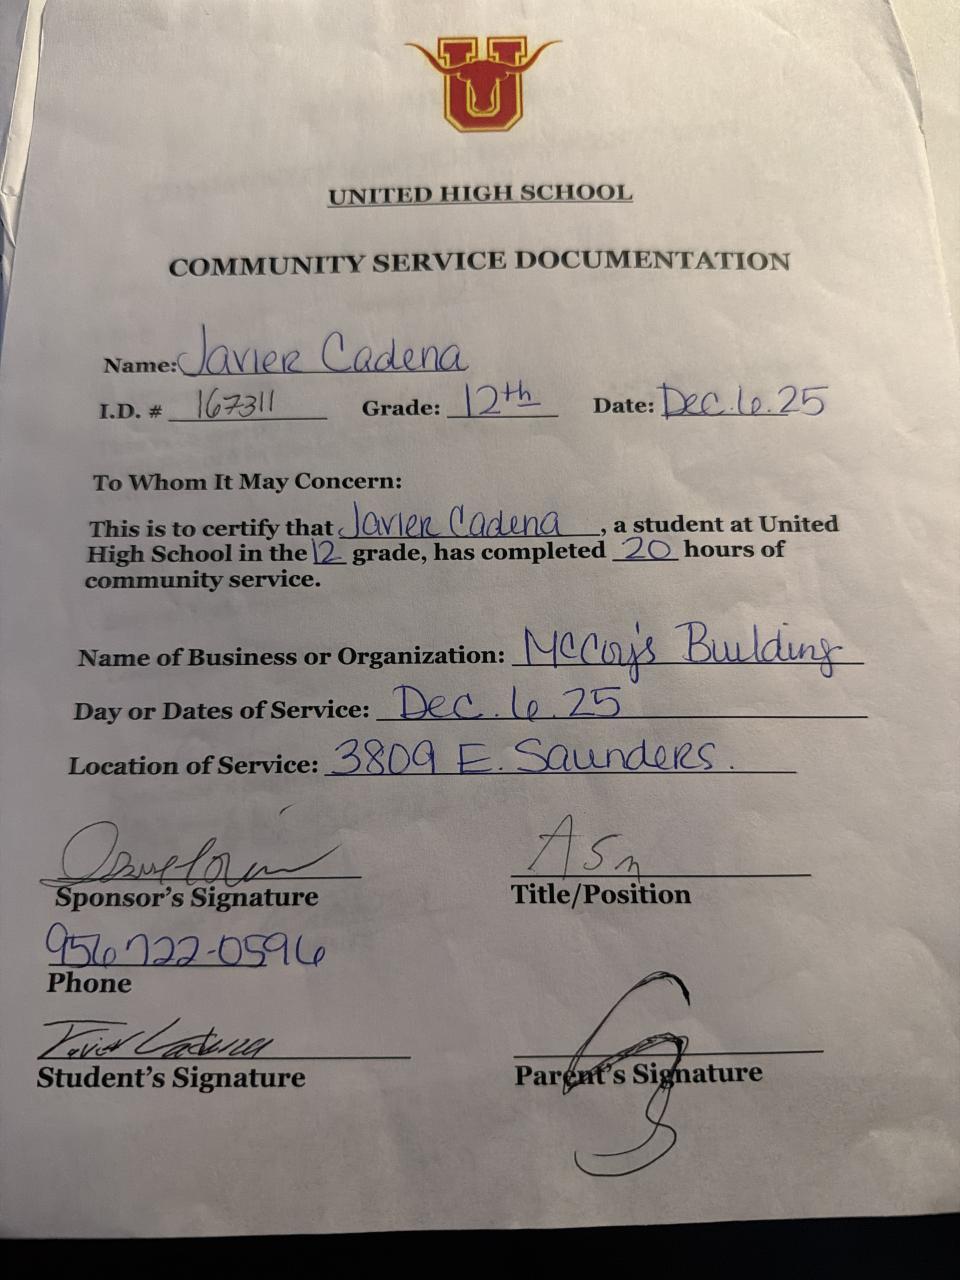 U
UNITED HIGH SCHOOL
COMMUNITY SERVICE DOCUMENTATION
Name: Javier Cadena
I.D. # 167311 Grade: 12th Date: Dec. 6. 25
To Whom It May Concern:
This is to certify that Javier Cadena, a student at United
High School in the 12 grade, has completed 20 hours of
community service.
Name of Business or Organization: McCoy's Building
Day or Dates of Service: Dec. 6. 25
Location of Service: 3809 E. Saunders.
ASM
Sponsor's Signature Title/Position
956 722-0596
Phone
Javier Cadena
Student's Signature Parent's Signature